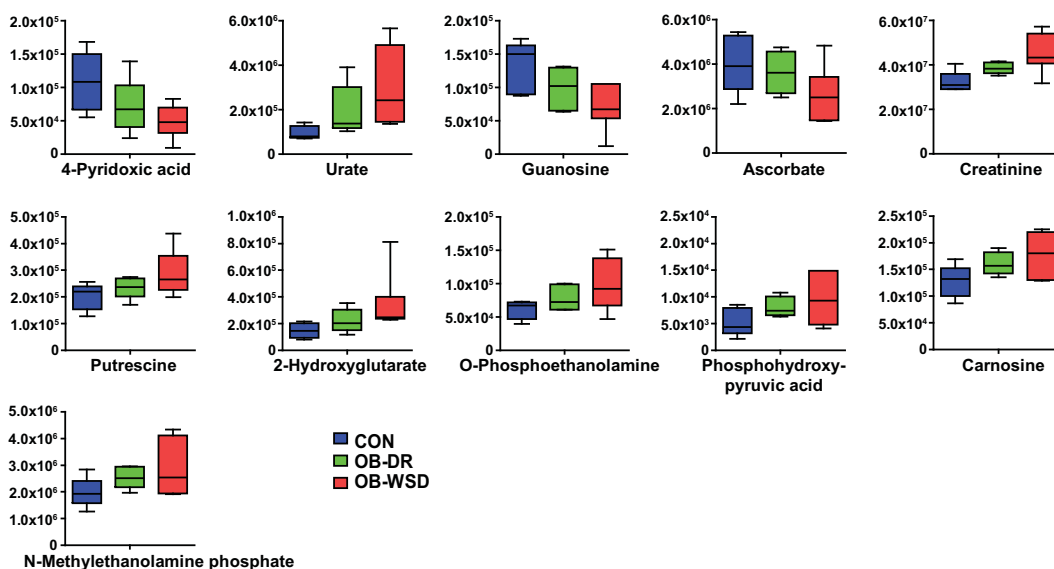 2.0x10⁵
1.5x10⁵
1.0x10⁵
5.0x10⁴
0
4-Pyridoxic acid
6.0x10⁶
4.0x10⁶
2.0x10⁵
0
Urate
2.0x10⁵
1.5x10⁵
1.0x10⁵
5.0x10⁴
0
Guanosine
6.0x10⁶
4.0x10⁶
2.0x10⁶
0
Ascorbate
6.0x10⁷
4.0x10⁷
2.0x10⁷
0
Creatinine
5.0x10⁵
4.0x10⁵
3.0x10⁵
2.0x10⁵
1.0x10⁵
0
Putrescine
1.0x10⁶
8.0x10⁵
6.0x10⁵
4.0x10⁵
2.0x10⁵
0
2-Hydroxyglutarate
2.0x10⁵
1.5x10⁵
1.0x10⁵
5.0x10⁴
0
O-Phosphoethanolamine
2.5x10⁴
2.0x10⁴
1.5x10⁴
1.0x10⁴
5.0x10³
0
Phosphohydroxy-
pyruvic acid
2.5x10⁵
2.0x10⁵
1.5x10⁵
1.0x10⁵
5.0x10⁴
0
Carnosine
5.0x10⁶
4.0x10⁶
3.0x10⁶
2.0x10⁶
1.0x10⁶
0
N-Methylethanolamine phosphate
CON
OB-DR
OB-WSD